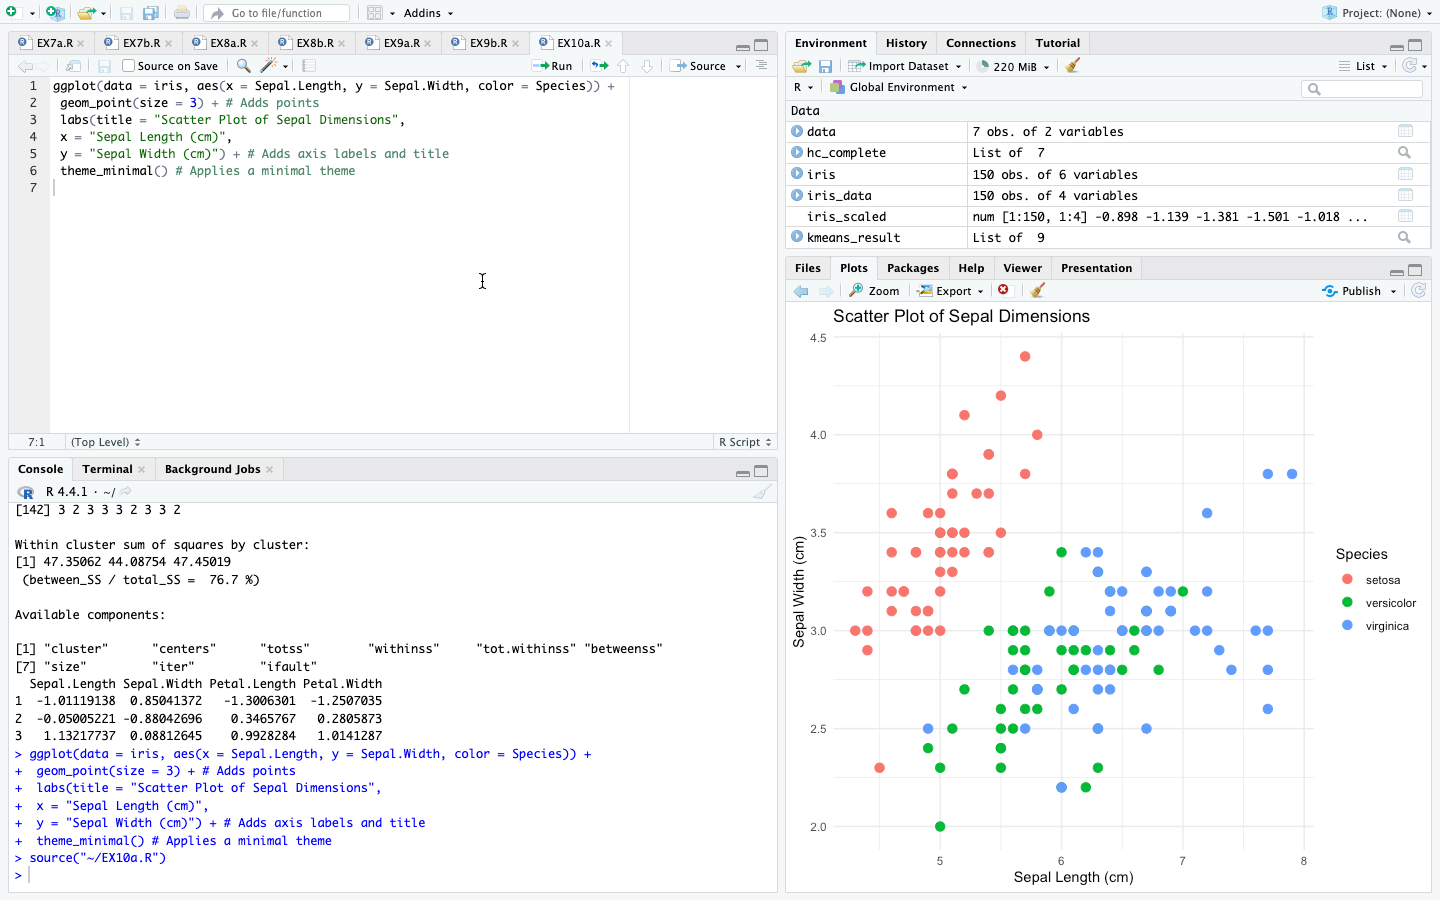 Go to file/function
Addins
Project: (None)
EX7a.R
EX7b.R
EX8a.R
EX8b.R
EX9a.R
EX9b.R
EX10a.R
Source on Save
Run
Source
1 ggplot(data = iris, aes(x = Sepal.Length, y = Sepal.Width, color = Species)) +
2 geom_point(size = 3) + # Adds points
3 labs(title = "Scatter Plot of Sepal Dimensions",
4 x = "Sepal Length (cm)",
5 y = "Sepal Width (cm)") + # Adds axis labels and title
6 theme_minimal() # Applies a minimal theme
7
7:1 (Top Level) R Script
Console Terminal Background Jobs
R 4.4.1 · ~/
[142] 3 2 3 3 3 2 3 3 2
Within cluster sum of squares by cluster:
[1] 47.35062 44.08754 47.45019
(between_SS / total_SS = 76.7 %)
Available components:
[1] "cluster" "centers" "totss" "withinss" "tot.withinss" "betweenss"
[7] "size" "iter" "ifault"
Sepal.Length Sepal.Width Petal.Length Petal.Width
1 -1.01119138 0.85041372 -1.3006301 -1.2507035
2 -0.05005221 -0.88042696 0.3465767 0.2805873
3 1.13217737 0.08812645 0.9928284 1.0141287
> ggplot(data = iris, aes(x = Sepal.Length, y = Sepal.Width, color = Species)) +
+ geom_point(size = 3) + # Adds points
+ labs(title = "Scatter Plot of Sepal Dimensions",
+ x = "Sepal Length (cm)",
+ y = "Sepal Width (cm)") + # Adds axis labels and title
+ theme_minimal() # Applies a minimal theme
> source("~/EX10a.R")
>
Environment History Connections Tutorial
Import Dataset 220 MiB List
R Global Environment
Data
data 7 obs. of 2 variables
hc_complete List of 7
iris 150 obs. of 6 variables
iris_data 150 obs. of 4 variables
iris_scaled num [1:150, 1:4] -0.898 -1.139 -1.381 -1.501 -1.018 ...
kmeans_result List of 9
Files Plots Packages Help Viewer Presentation
Zoom Export Publish
Scatter Plot of Sepal Dimensions
4.5
4.0
3.5
3.0
2.5
2.0
Sepal Width (cm)
5 6 7 8
Sepal Length (cm)
Species
setosa
versicolor
virginica